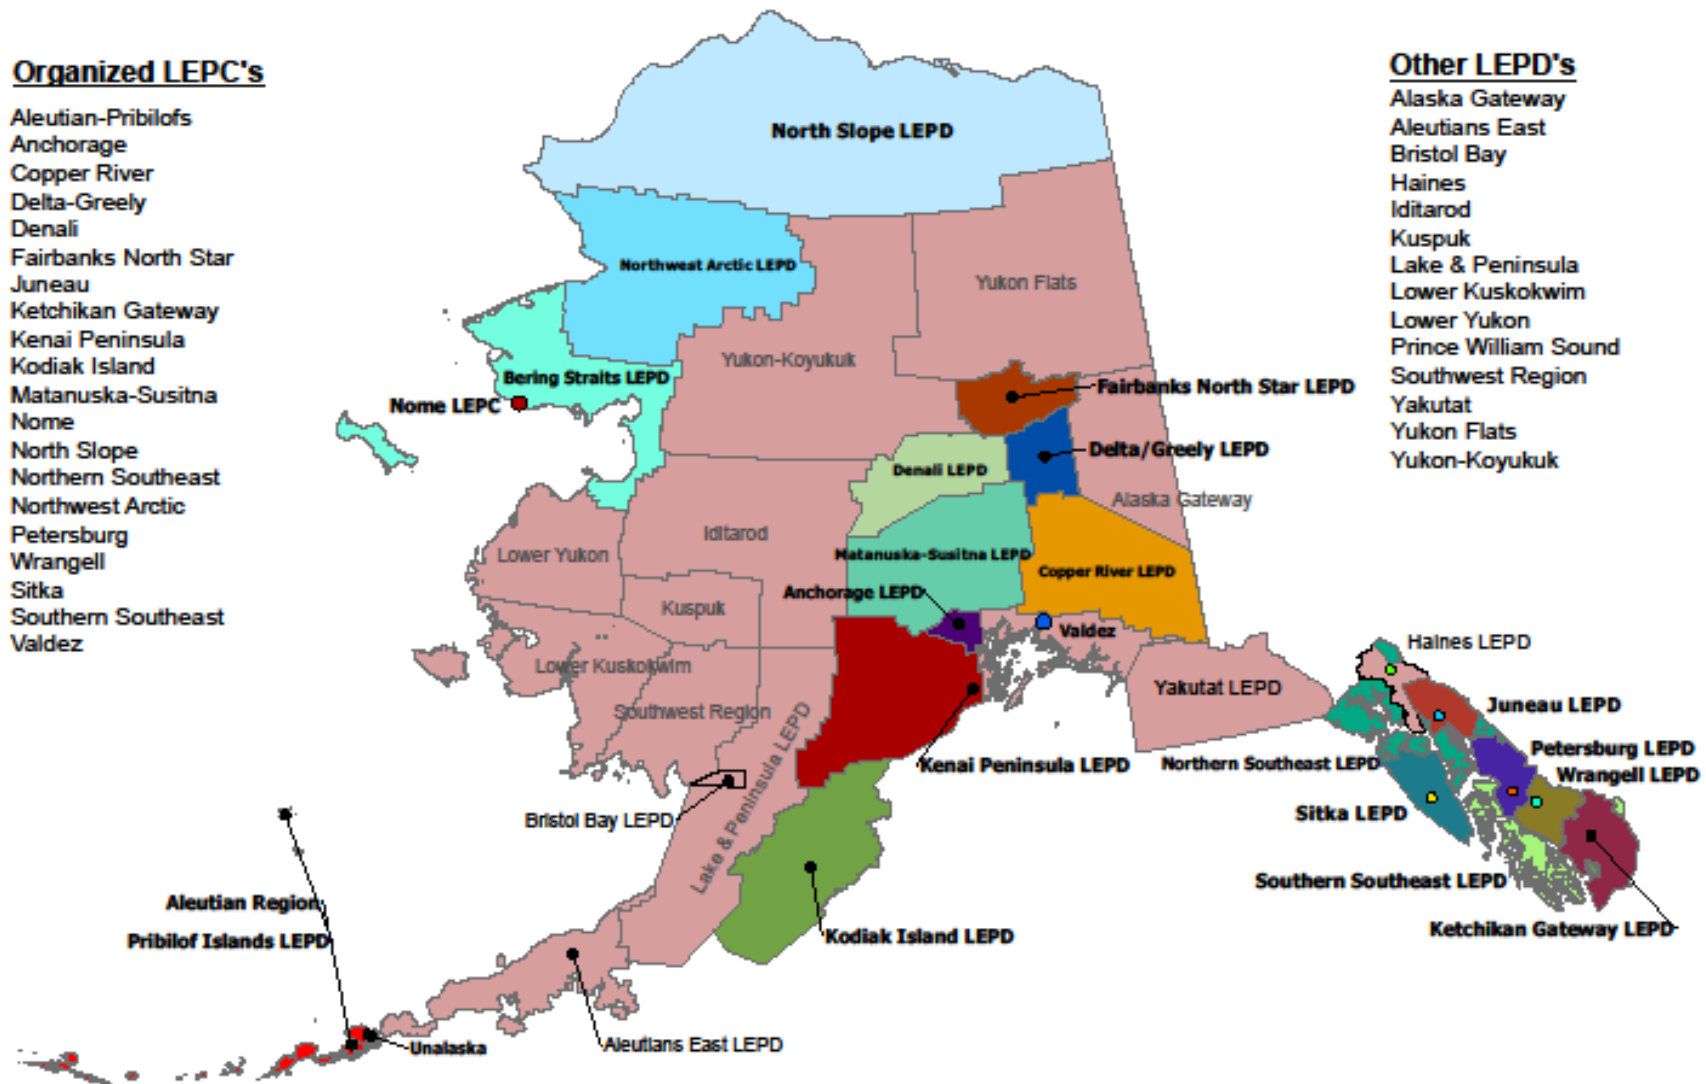 Organized LEPC's
Aleutian-Pribilofs
Anchorage
Copper River
Delta-Greely
Denali
Fairbanks North Star
Juneau
Ketchikan Gateway
Kenai Peninsula
Kodiak Island
Matanuska-Susitna
Nome
North Slope
Northern Southeast
Northwest Arctic
Petersburg
Wrangell
Sitka
Southern Southeast
Valdez
Other LEPD's
Alaska Gateway
Aleutians East
Bristol Bay
Haines
Iditarod
Kuspuk
Lake & Peninsula
Lower Kuskokwim
Lower Yukon
Prince William Sound
Southwest Region
Yakutat
Yukon Flats
Yukon-Koyukuk
North Slope LEPD
Northwest Arctic LEPD
Yukon Flats
Yukon-Koyukuk
Bering Straits LEPD
Nome LEPC
Fairbanks North Star LEPD
Delta/Greely LEPD
Denali LEPD
Alaska Gateway
Iditarod
Lower Yukon
Matanuska-Susitna LEPD
Copper River LEPD
Anchorage LEPD
Kuspuk
Valdez
Haines LEPD
Lower Kuskokwim
Yakutat LEPD
Southwest Region
Juneau LEPD
Lake & Peninsula LEPD
Petersburg LEPD
Northern Southeast LEPD
Kenai Peninsula LEPD
Wrangell LEPD
Bristol Bay LEPD
Sitka LEPD
Southern Southeast LEPD
Aleutian Region
Ketchikan Gateway LEPD
Kodiak Island LEPD
Pribilof Islands LEPD
Unalaska
Aleutians East LEPD